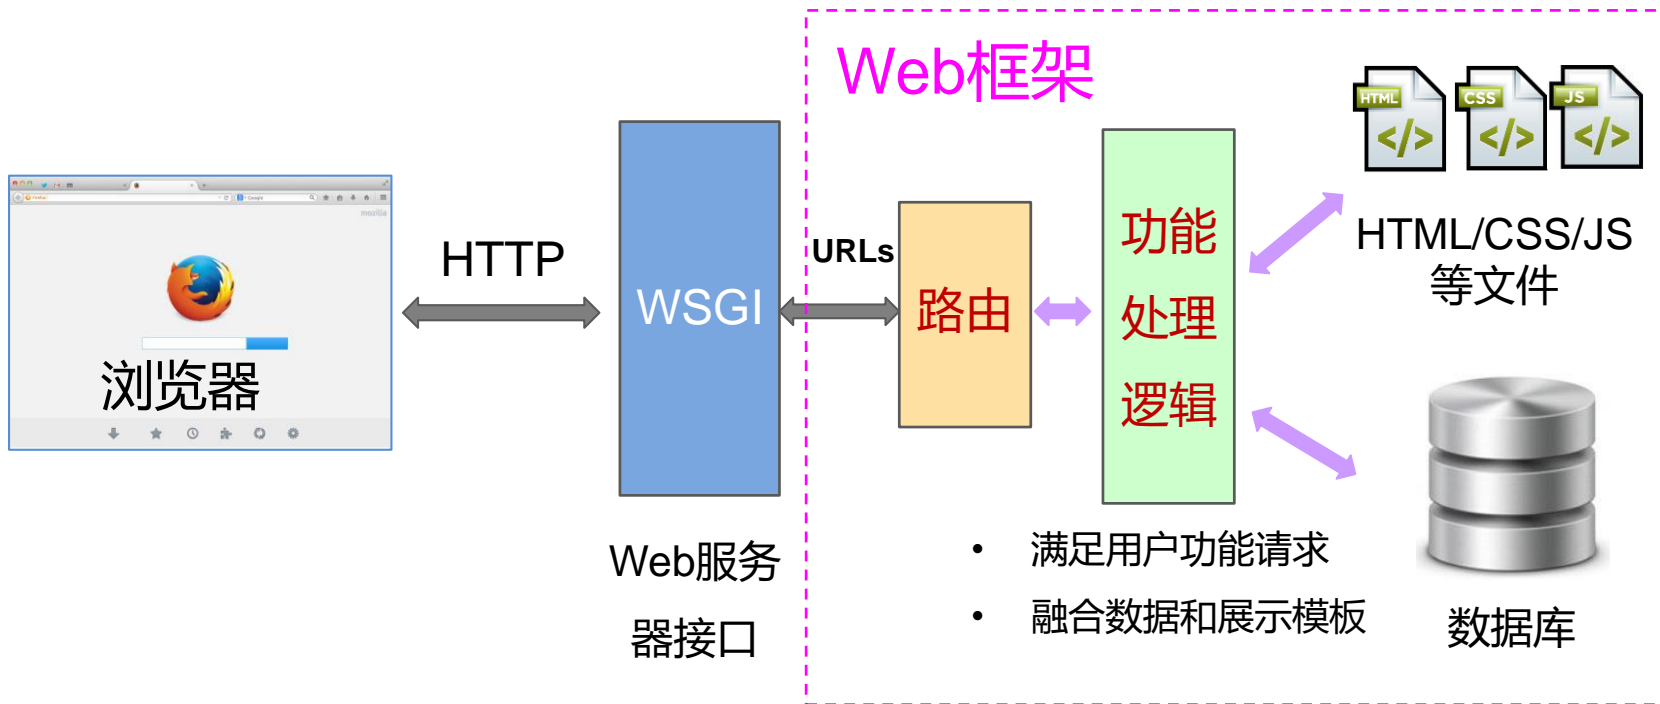 Web框架
HTML
CSS
JS
</>
</>
</>
mozilla
Google
浏览器
HTTP
WSGI
Web服务
器接口
URLs
路由
功能
处理
逻辑
HTML/CSS/JS
等文件
• 满足用户功能请求
• 融合数据和展示模板
数据库